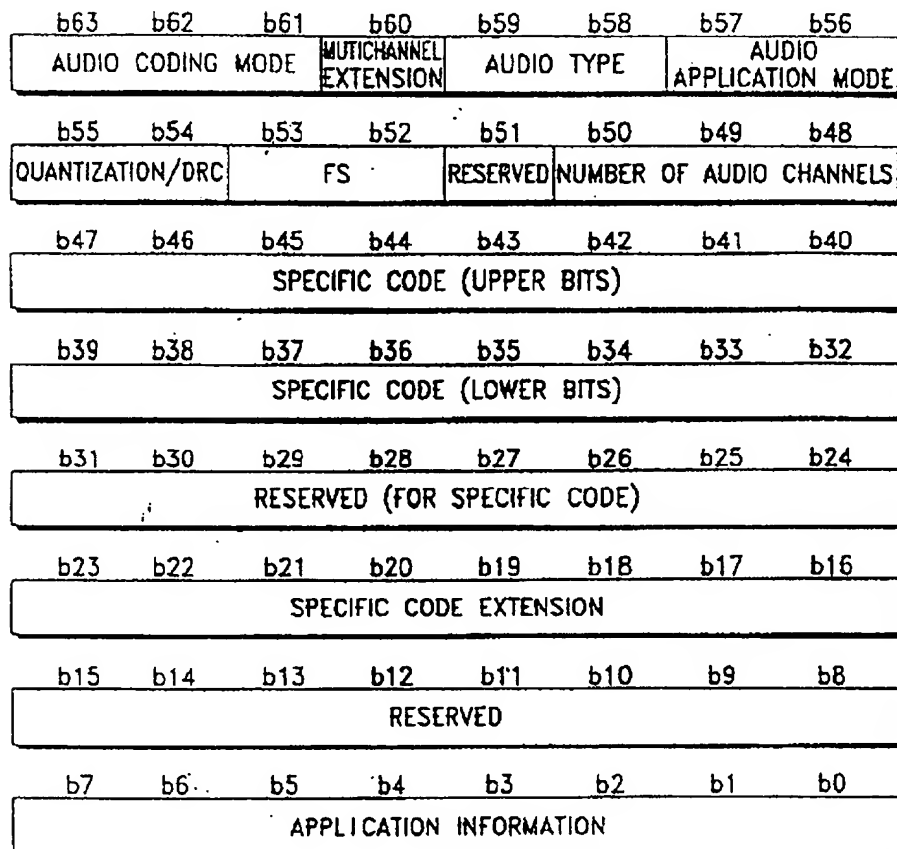 b63 b62 b61 b60 b59 b58 b57 b56
AUDIO CODING MODE MUTICHANNEL EXTENSION AUDIO TYPE AUDIO APPLICATION MODE
b55 b54 b53 b52 b51 b50 b49 b48
QUANTIZATION/DRC FS RESERVED NUMBER OF AUDIO CHANNELS
b47 b46 b45 b44 b43 b42 b41 b40
SPECIFIC CODE (UPPER BITS)
b39 b38 b37 b36 b35 b34 b33 b32
SPECIFIC CODE (LOWER BITS)
b31 b30 b29 b28 b27 b26 b25 b24
RESERVED (FOR SPECIFIC CODE)
b23 b22 b21 b20 b19 b18 b17 b16
SPECIFIC CODE EXTENSION
b15 b14 b13 b12 b11 b10 b9 b8
RESERVED
b7 b6 b5 b4 b3 b2 b1 b0
APPLICATION INFORMATION